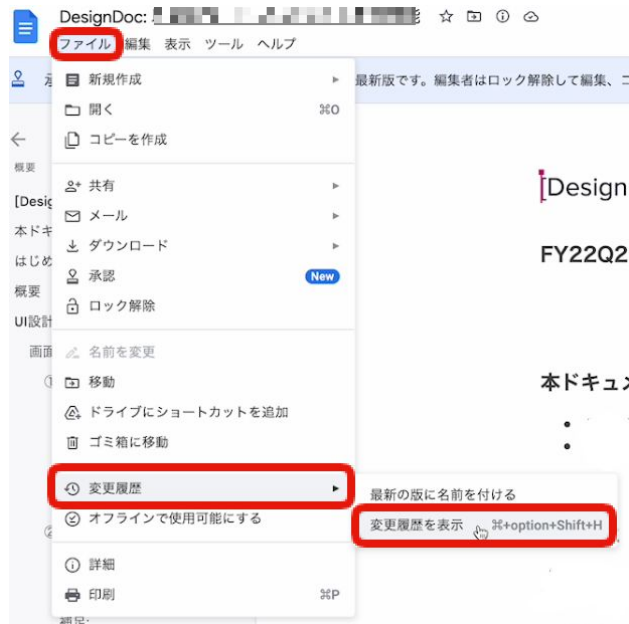 DesignDoc:
ファイル 編集 表示 ツール ヘルプ
最新版です。編集者はロック解除して編集、コ
新規作成
開く ⌘O
コピーを作成
概要
共有
[Desig
メール
本ドキ
ダウンロード
はじめ
承認 New
概要
ロック解除
UI設計
名前を変更
画面
①
移動
ドライブにショートカットを追加
ゴミ箱に移動
変更履歴
オフラインで使用可能にする
②
詳細
印刷 ⌘P
補足:
最新の版に名前を付ける
変更履歴を表示 ⌘+option+Shift+H
[Design
FY22Q2
本ドキュメ